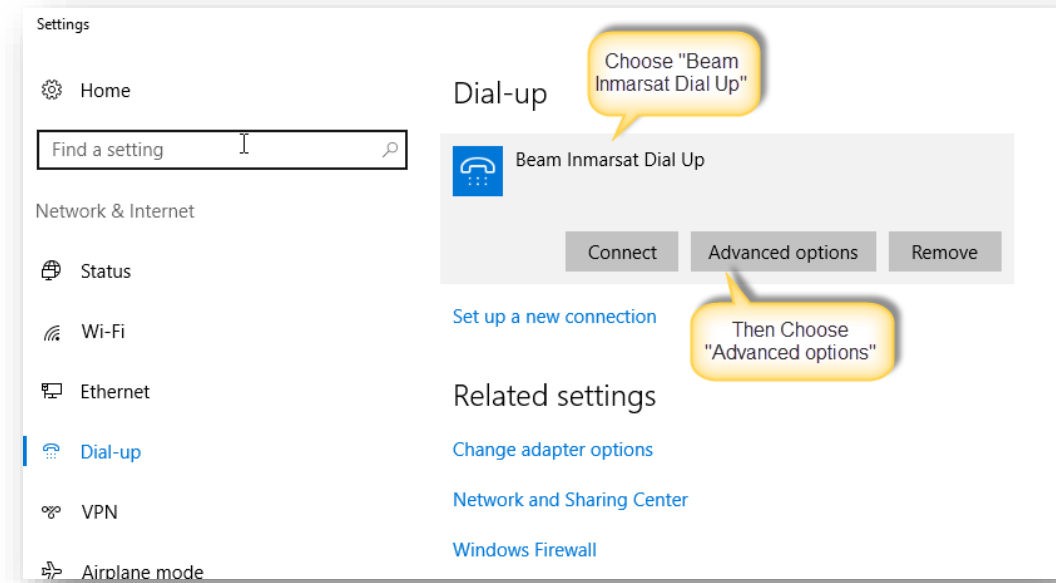 Settings
Home
Find a setting
Network & Internet
Status
Wi-Fi
Ethernet
Dial-up
VPN
Airplane mode
Dial-up
Choose "Beam
Inmarsat Dial Up"
Beam Inmarsat Dial Up
Connect
Advanced options
Remove
Then Choose
"Advanced options"
Set up a new connection
Related settings
Change adapter options
Network and Sharing Center
Windows Firewall